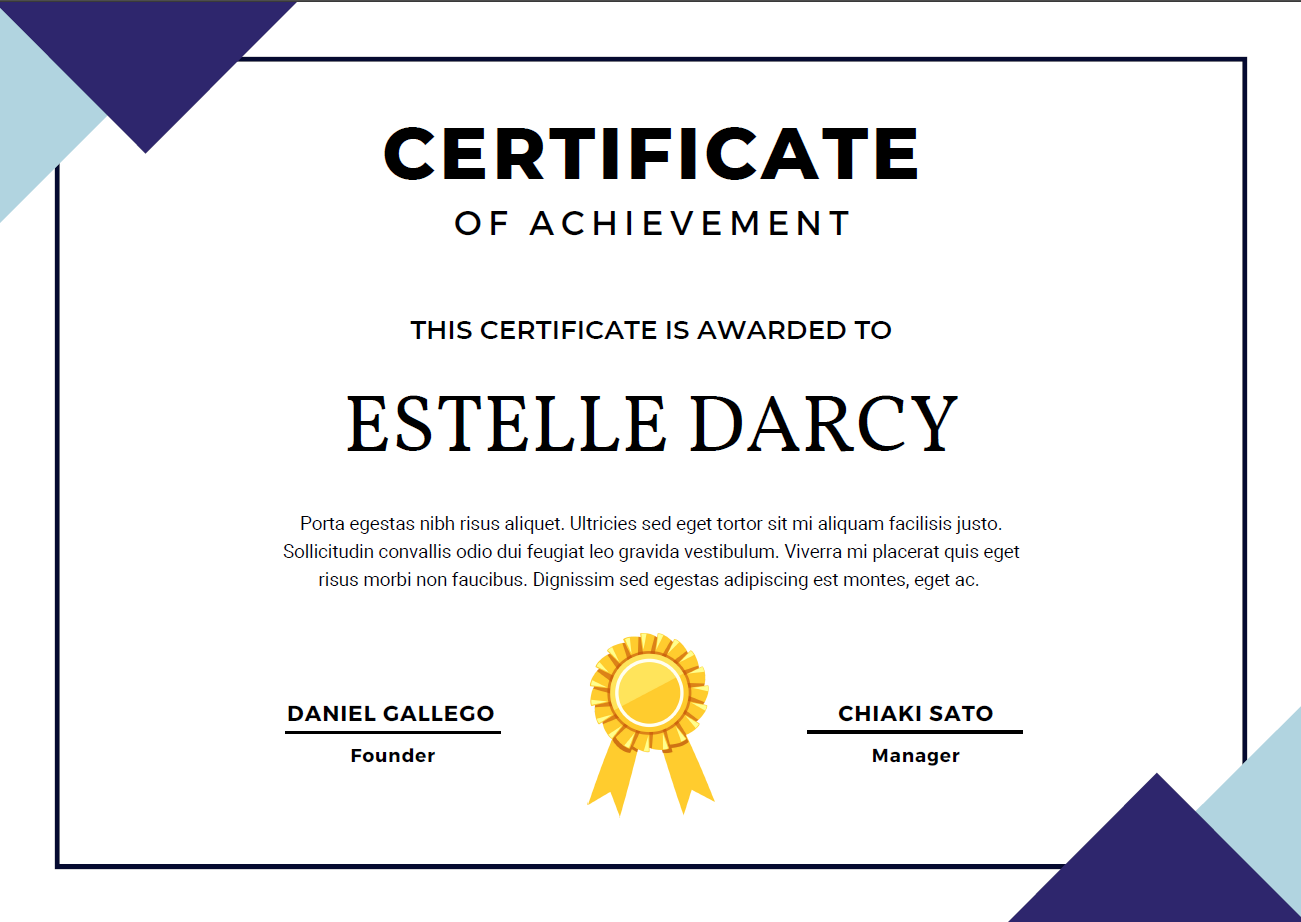 CERTIFICATE
OF ACHIEVEMENT
THIS CERTIFICATE IS AWARDED TO
ESTELLE DARCY
Porta egestas nibh risus aliquet. Ultricies sed eget tortor sit mi aliquam facilisis justo.
Sollicitudin convallis odio dui feugiat leo gravida vestibulum. Viverra mi placerat quis eget
risus morbi non faucibus. Dignissim sed egestas adipiscing est montes, eget ac.
DANIEL GALLEGO
Founder
CHIAKI SATO
Manager